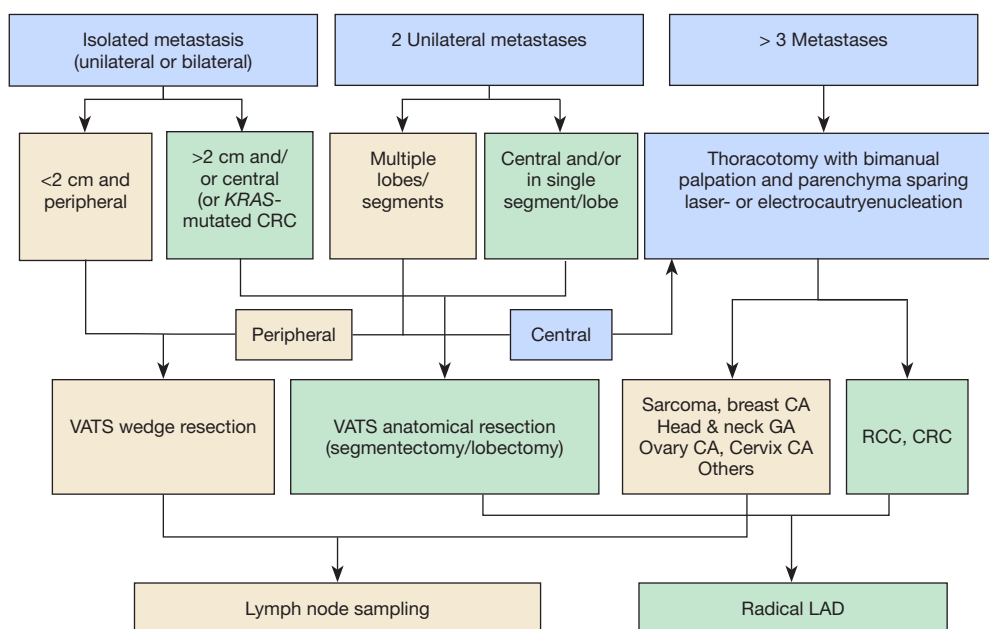 Isolated metastasis
(unilateral or bilateral)
2 Unilateral metastases
> 3 Metastases
<2 cm and
peripheral
>2 cm and/
or central
(or KRAS-
mutated CRC
Multiple
lobes/
segments
Central and/or
in single
segment/lobe
Thoracotomy with bimanual
palpation and parenchyma sparing
laser- or electrocautryenucleation
Peripheral
Central
VATS wedge resection
VATS anatomical resection
(segmentectomy/lobectomy)
Sarcoma, breast CA
Head & neck GA
Ovary CA, Cervix CA
Others
RCC, CRC
Lymph node sampling
Radical LAD